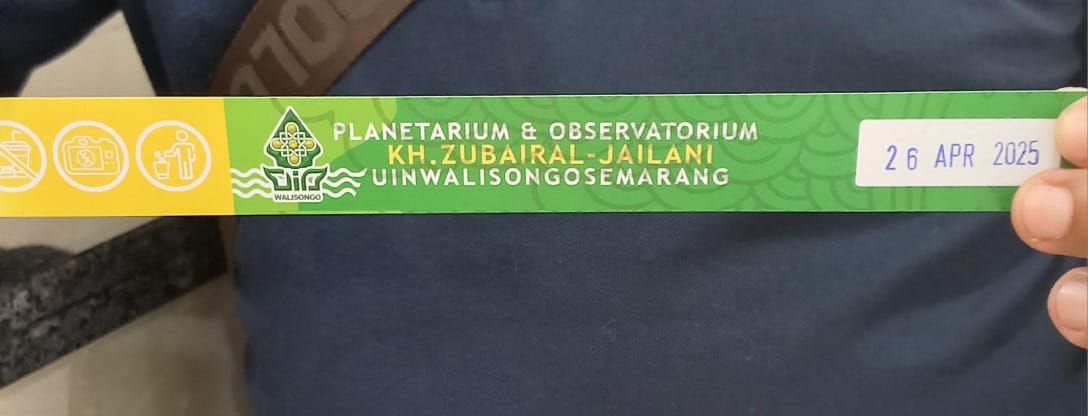 PLANETARIUM & OBSERVATORIUM
KH.ZUBAIRAL-JAILANI
UINWALISONGOSEMARANG
WALISONGO
26 APR 2025